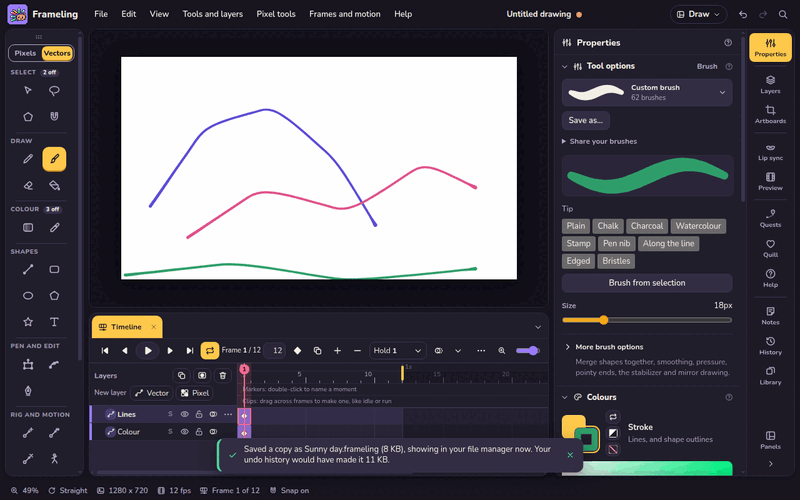 Frameling
File Edit View Tools and layers Pixel tools Frames and motion Help
Untitled drawing
Draw
Pixels Vectors
SELECT 2 off
DRAW
COLOUR 3 off
SHAPES
PEN AND EDIT
RIG AND MOTION
Timeline
Frame 1 / 12 12 Hold 1
Layers
New layer Vector Pixel
1 5 10 1s 15 20
Markers: double-click to name a moment
Clips: drag across frames to make one, like idle or run
Lines S
Colour S
Saved a copy as Sunny day.frameling (8 KB), showing in your file manager now. Your
undo history would have made it 11 KB.
Properties
Tool options Brush
Custom brush
62 brushes
Save as...
Share your brushes
Tip
Plain Chalk Charcoal Watercolour
Stamp Pen nib Along the line
Edged Bristles
Brush from selection
Size 18px
More brush options
Merge shapes together, smoothing, pressure,
pointy ends, the stabilizer and mirror drawing.
Colours
Stroke
Lines, and shape outlines
Properties
Layers
Artboards
Lip sync
Preview
Quests
Quill
Help
Notes
History
Library
Panels
49% Straight 1280 x 720 12 fps Frame 1 of 12 Snap on